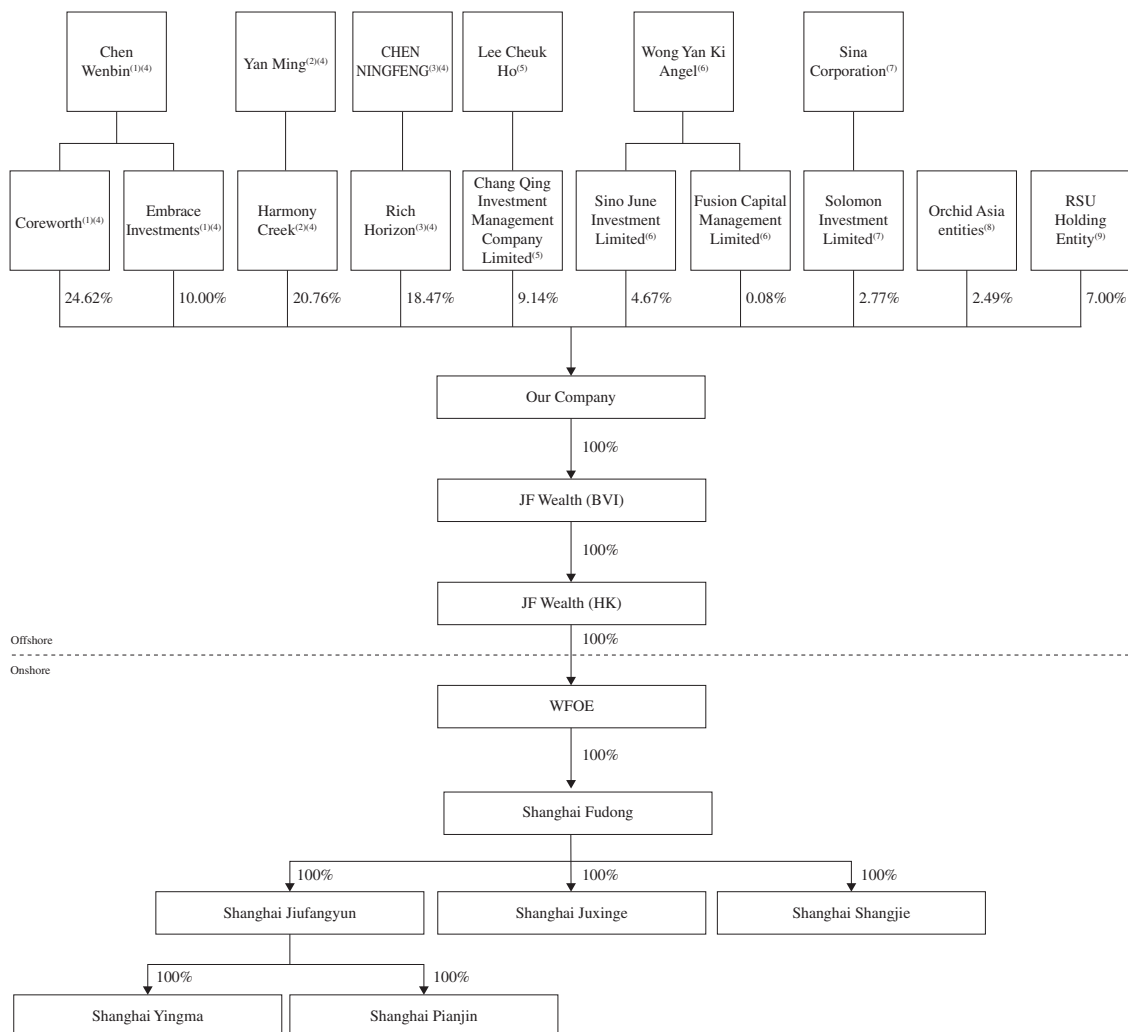 Chen
Wenbin(1)(4)
Yan Ming(2)(4)
CHEN
NINGFENG(3)(4)
Lee Cheuk
Ho(5)
Wong Yan Ki
Angel(6)
Sina
Corporation(7)
Coreworth(1)(4)
Embrace
Investments(1)(4)
Harmony
Creek(2)(4)
Rich
Horizon(3)(4)
Chang Qing
Investment
Management
Company
Limited(5)
Sino June
Investment
Limited(6)
Fusion Capital
Management
Limited(6)
Solomon
Investment
Limited(7)
Orchid Asia
entities(8)
RSU
Holding
Entity(9)
24.62%
10.00%
20.76%
18.47%
9.14%
4.67%
0.08%
2.77%
2.49%
7.00%
Our Company
100%
JF Wealth (BVI)
100%
JF Wealth (HK)
Offshore
100%
Onshore
WFOE
100%
Shanghai Fudong
100%
100%
100%
Shanghai Jiufangyun
Shanghai Juxinge
Shanghai Shangjie
100%
100%
Shanghai Yingma
Shanghai Pianjin